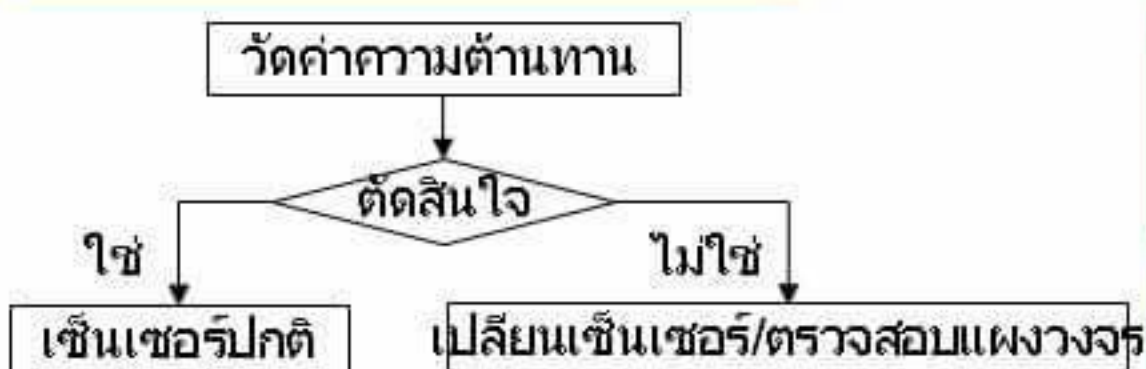 วัดค่าความต้านทาน
ตัดสินใจ
ใช่
ไม่ใช่
เซ็นเซอร์ปกติ
เปลี่ยนเซ็นเซอร์/ตรวจสอบแผงวงจร